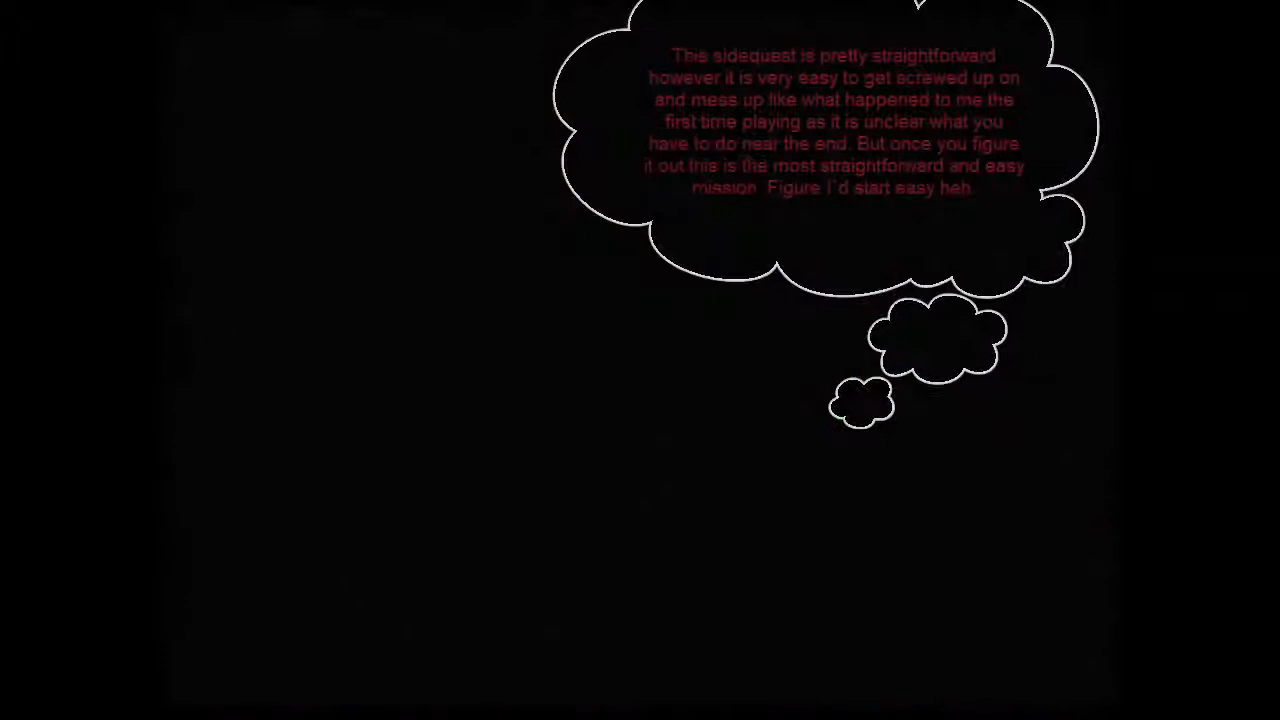 This sidequest is pretty straightforward
however it is very easy to get screwed up on
and mess up like what happened to me the
first time playing as it is unclear what you
have to do near the end. But once you figure
it out this is the most straightforward and easy
mission. Figure I'd start easy heh.